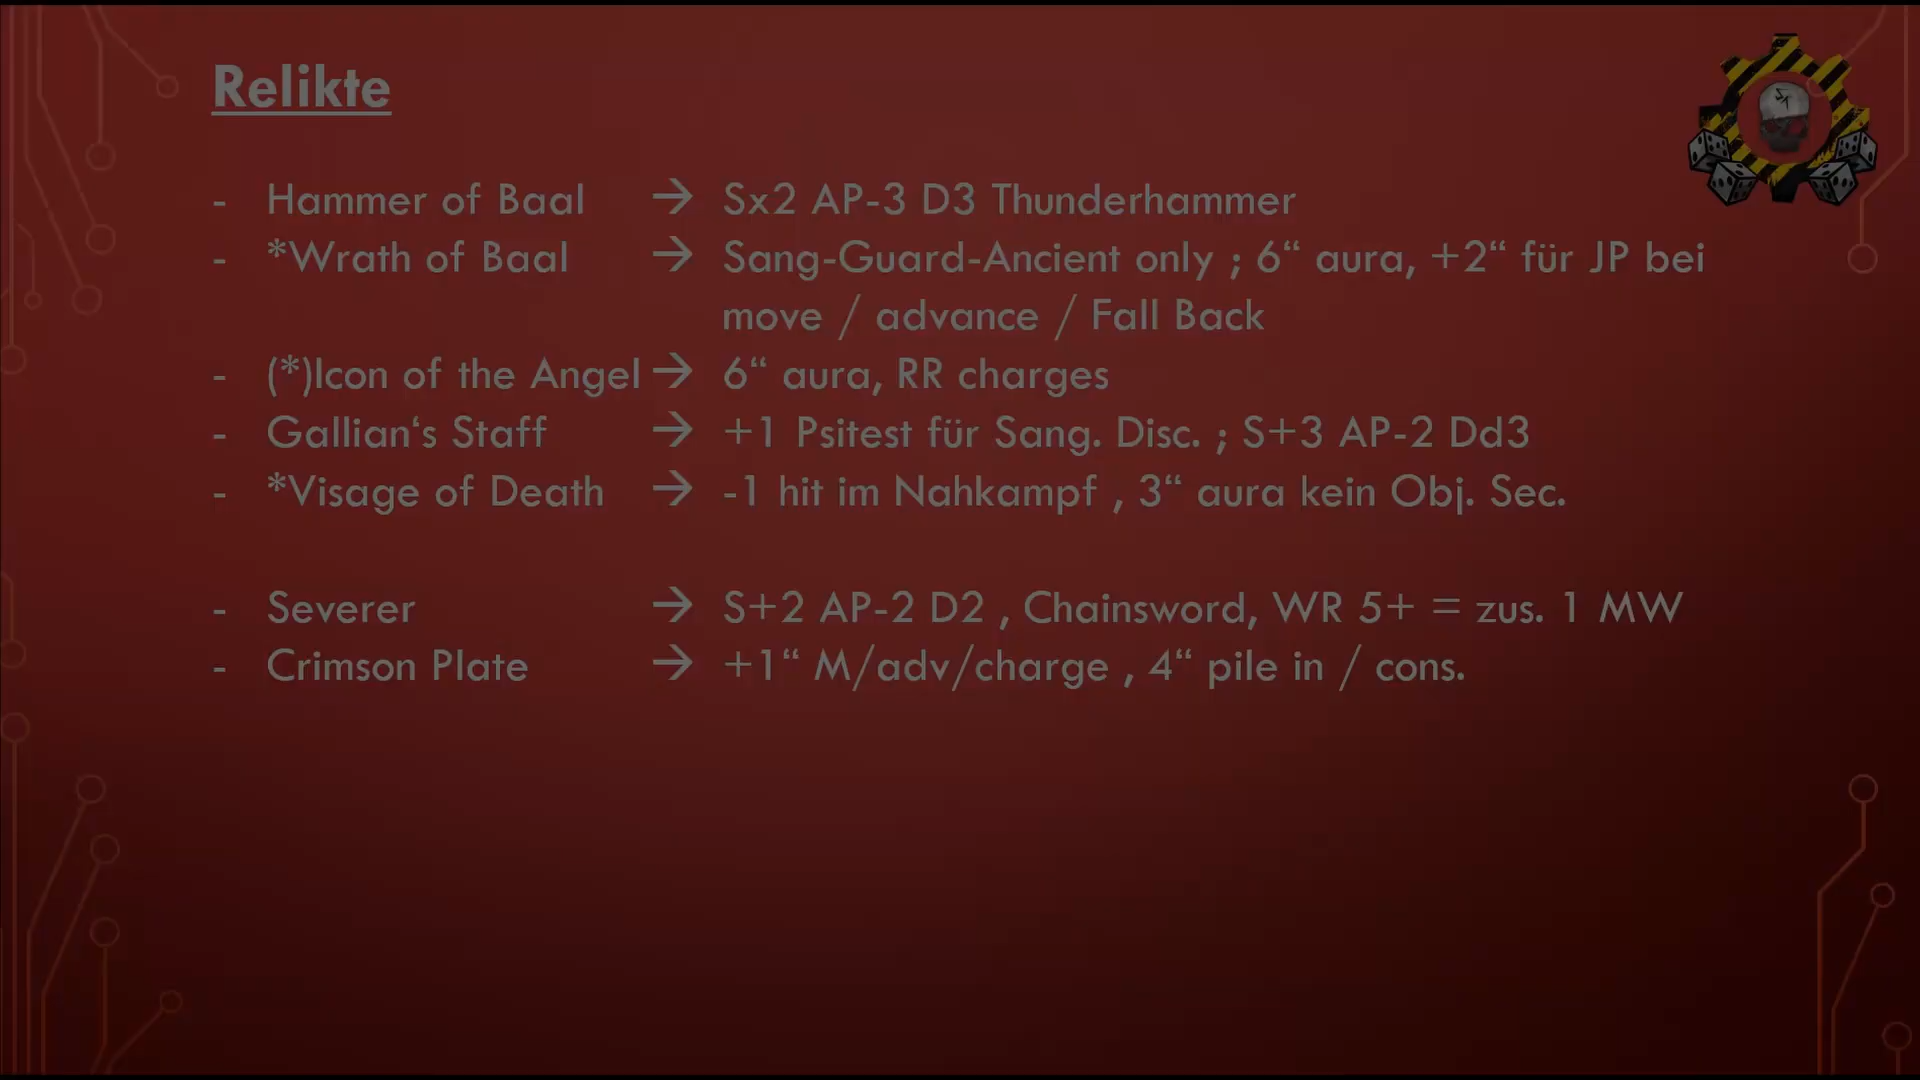 Relikte
- Hammer of Baal → Sx2 AP-3 D3 Thunderhammer
- *Wrath of Baal → Sang-Guard-Ancient only ; 6“ aura, +2“ für JP bei
move / advance / Fall Back
- (*)Icon of the Angel → 6“ aura, RR charges
- Gallian‘s Staff → +1 Psitest für Sang. Disc. ; S+3 AP-2 Dd3
- *Visage of Death → -1 hit im Nahkampf , 3“ aura kein Obj. Sec.
- Severer → S+2 AP-2 D2 , Chainsword, WR 5+ = zus. 1 MW
- Crimson Plate → +1“ M/adv/charge , 4“ pile in / cons.